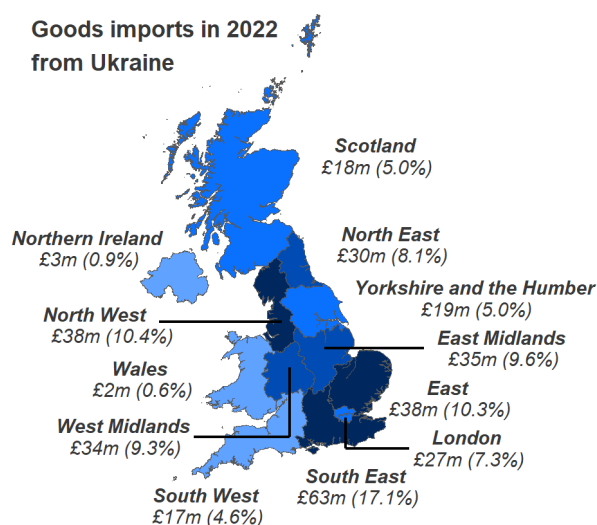 Goods imports in 2022
from Ukraine
Scotland
£18m (5.0%)
Northern Ireland
£3m (0.9%)
North East
£30m (8.1%)
Yorkshire and the Humber
£19m (5.0%)
North West
£38m (10.4%)
East Midlands
£35m (9.6%)
Wales
£2m (0.6%)
East
£38m (10.3%)
West Midlands
£34m (9.3%)
London
£27m (7.3%)
South East
£63m (17.1%)
South West
£17m (4.6%)